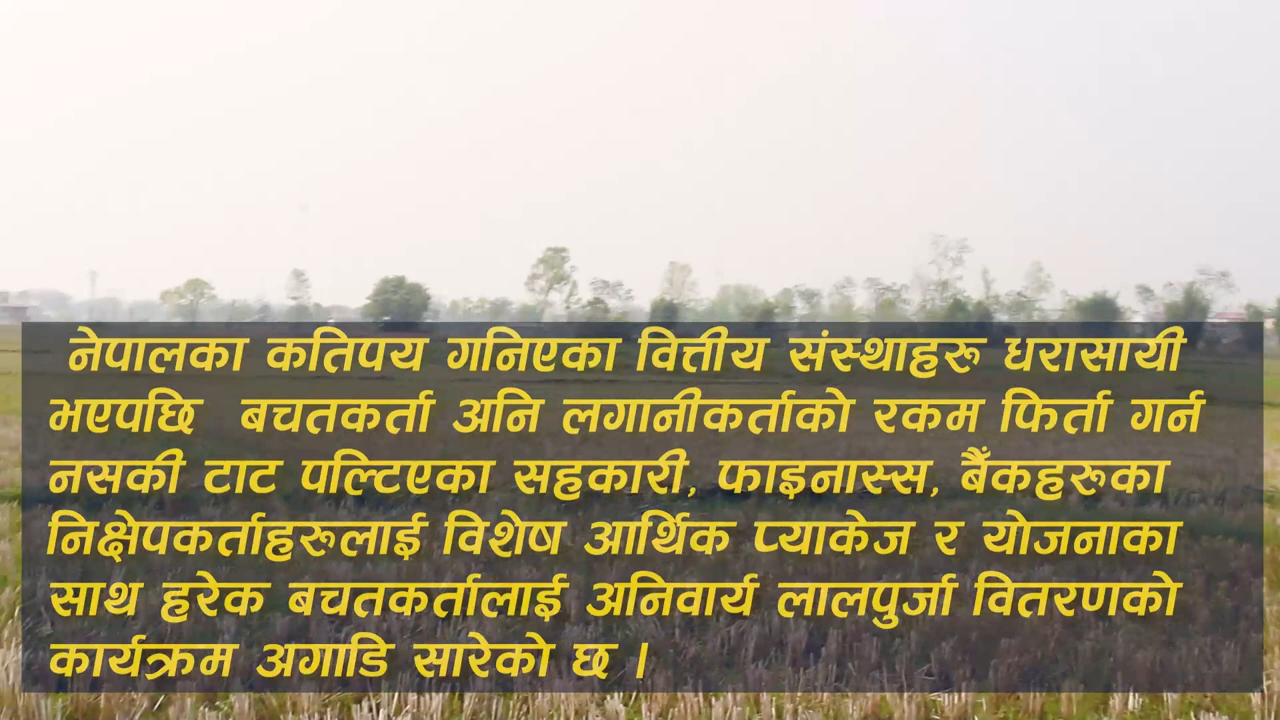 नेपालका कतिपय गनिएका वित्तीय संस्थाहरू धरासायी
भएपछि बचतकर्ता अनि लगानीकर्ताको रकम फिर्ता गर्न
नसकी टाट पल्टिएका सहकारी, फाइनास्स, बैँकहरूका
निक्षेपकर्ताहरूलाई विशेष आर्थिक प्याकेज र योजनाका
साथ हरेक बचतकर्तालाई अनिवार्य लालपुर्जा वितरणको
कार्यक्रम अगाडि सारेको छ ।